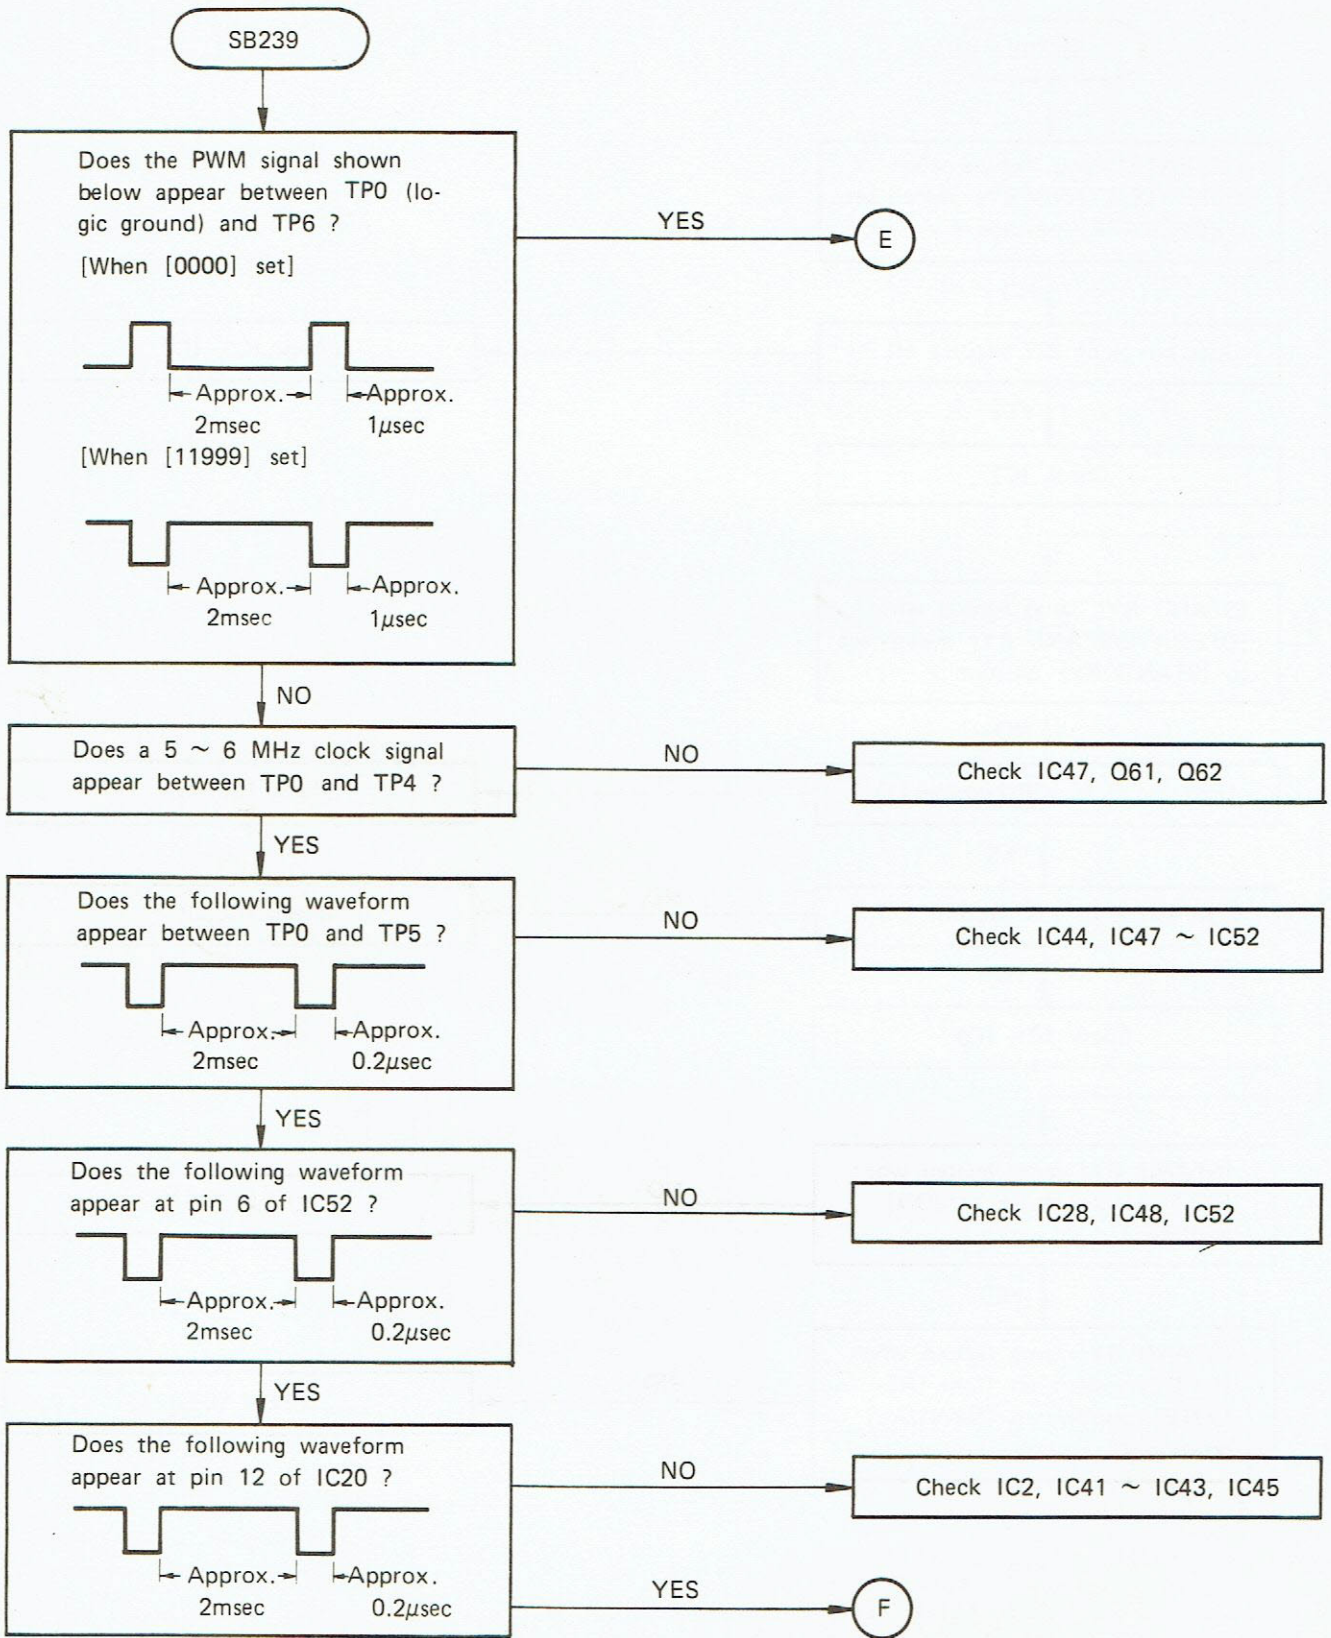 SB239
Does the PWM signal shown
below appear between TP0 (lo-
gic ground) and TP6 ?
[When [0000] set]
Approx. Approx.
2msec 1μsec
[When [11999] set]
Approx. Approx.
2msec 1μsec
YES
E
NO
Does a 5 ~ 6 MHz clock signal
appear between TP0 and TP4 ?
NO
Check IC47, Q61, Q62
YES
Does the following waveform
appear between TP0 and TP5 ?
Approx. Approx.
2msec 0.2μsec
NO
Check IC44, IC47 ~ IC52
YES
Does the following waveform
appear at pin 6 of IC52 ?
Approx. Approx.
2msec 0.2μsec
NO
Check IC28, IC48, IC52
YES
Does the following waveform
appear at pin 12 of IC20 ?
Approx. Approx.
2msec 0.2μsec
NO
Check IC2, IC41 ~ IC43, IC45
YES
F